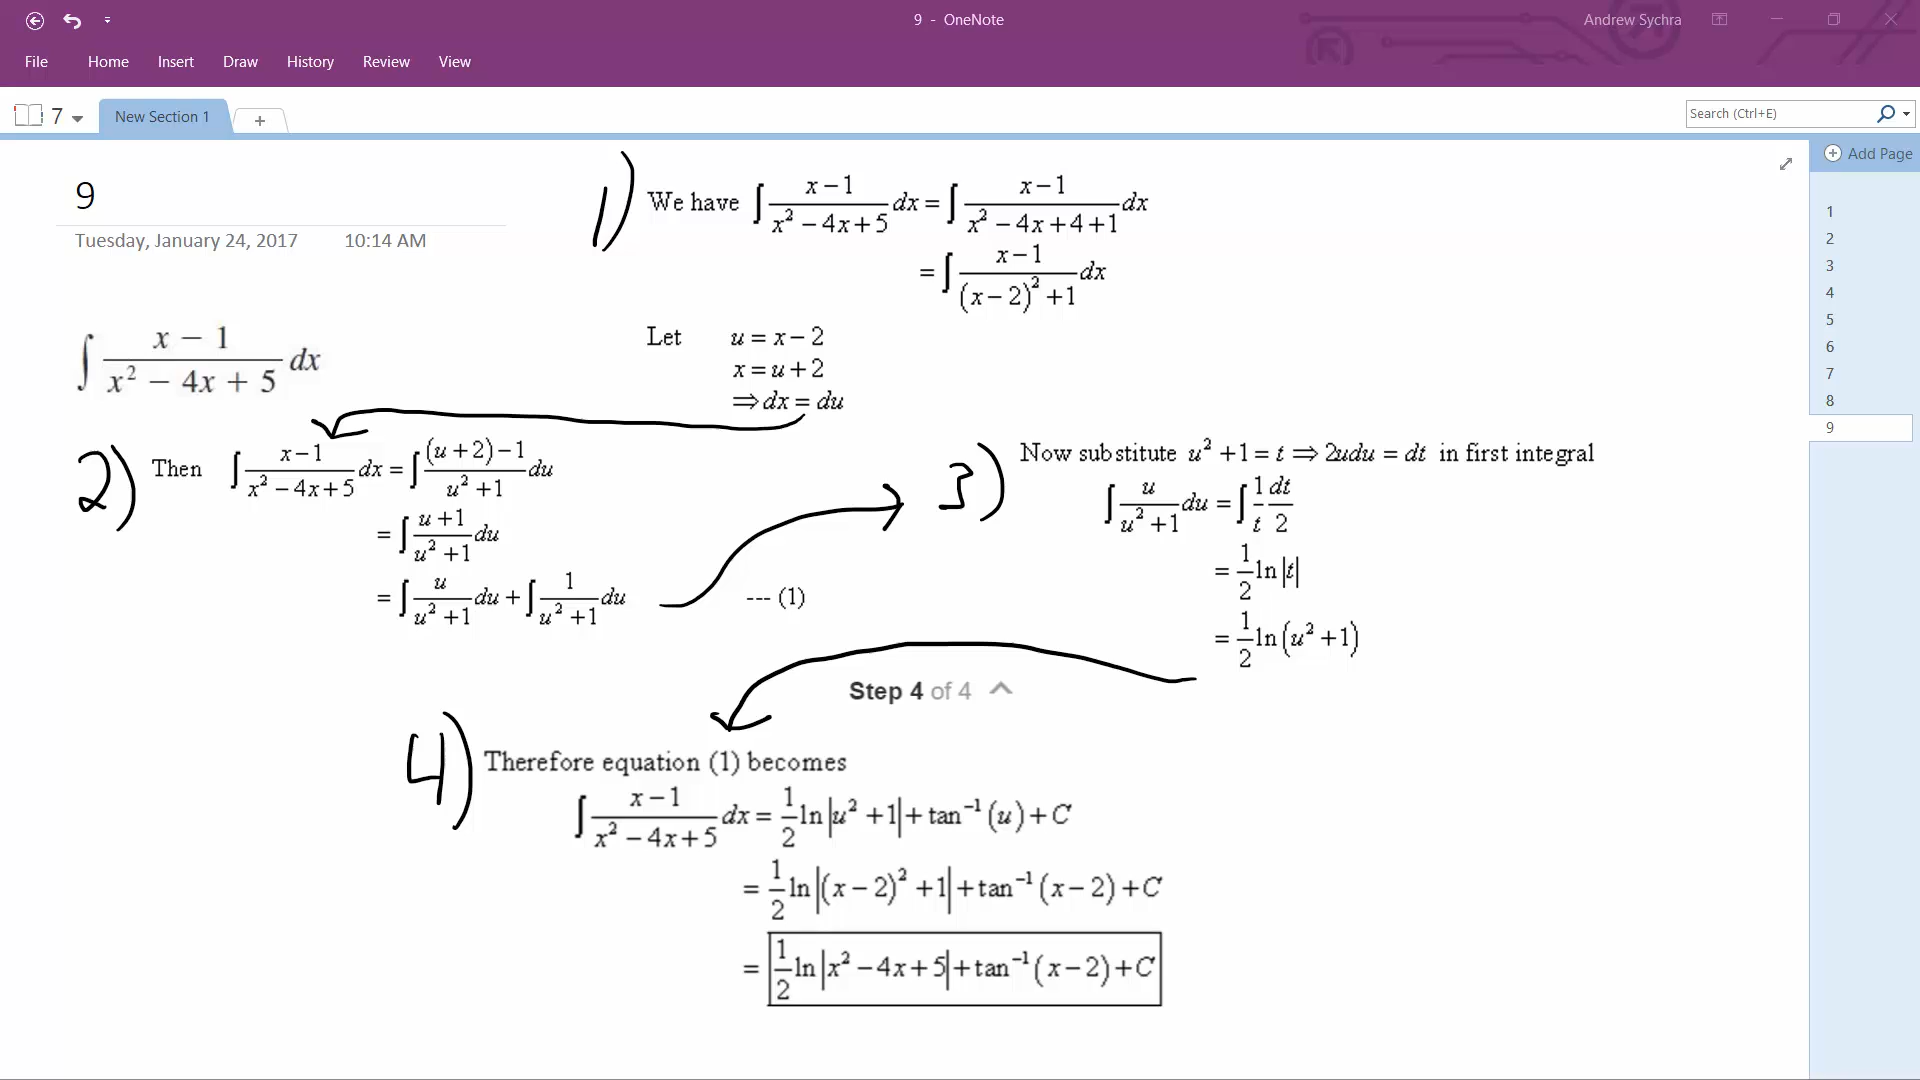 9 - OneNote
Andrew Sychra
File Home Insert Draw History Review View
7 New Section 1 +
Search (Ctrl+E)
Add Page
1
2
3
4
5
6
7
8
9
9
Tuesday, January 24, 2017 10:14 AM
∫ (x − 1)/(x² − 4x + 5) dx
1) We have ∫ (x−1)/(x² − 4x + 5) dx = ∫ (x−1)/(x² − 4x + 4 + 1) dx
= ∫ (x−1)/((x−2)² + 1) dx
Let u = x − 2
x = u + 2
⇒ dx = du
2) Then ∫ (x−1)/(x² − 4x + 5) dx = ∫ ((u+2)−1)/(u² + 1) du
= ∫ (u+1)/(u² + 1) du
= ∫ u/(u² + 1) du + ∫ 1/(u² + 1) du --- (1)
3) Now substitute u² + 1 = t ⇒ 2udu = dt in first integral
∫ u/(u² + 1) du = ∫ 1/t dt/2
= 1/2 ln|t|
= 1/2 ln(u² + 1)
Step 4 of 4
4) Therefore equation (1) becomes
∫ (x−1)/(x² − 4x + 5) dx = 1/2 ln|u² + 1| + tan⁻¹(u) + C
= 1/2 ln|(x−2)² + 1| + tan⁻¹(x−2) + C
= 1/2 ln|x² − 4x + 5| + tan⁻¹(x−2) + C